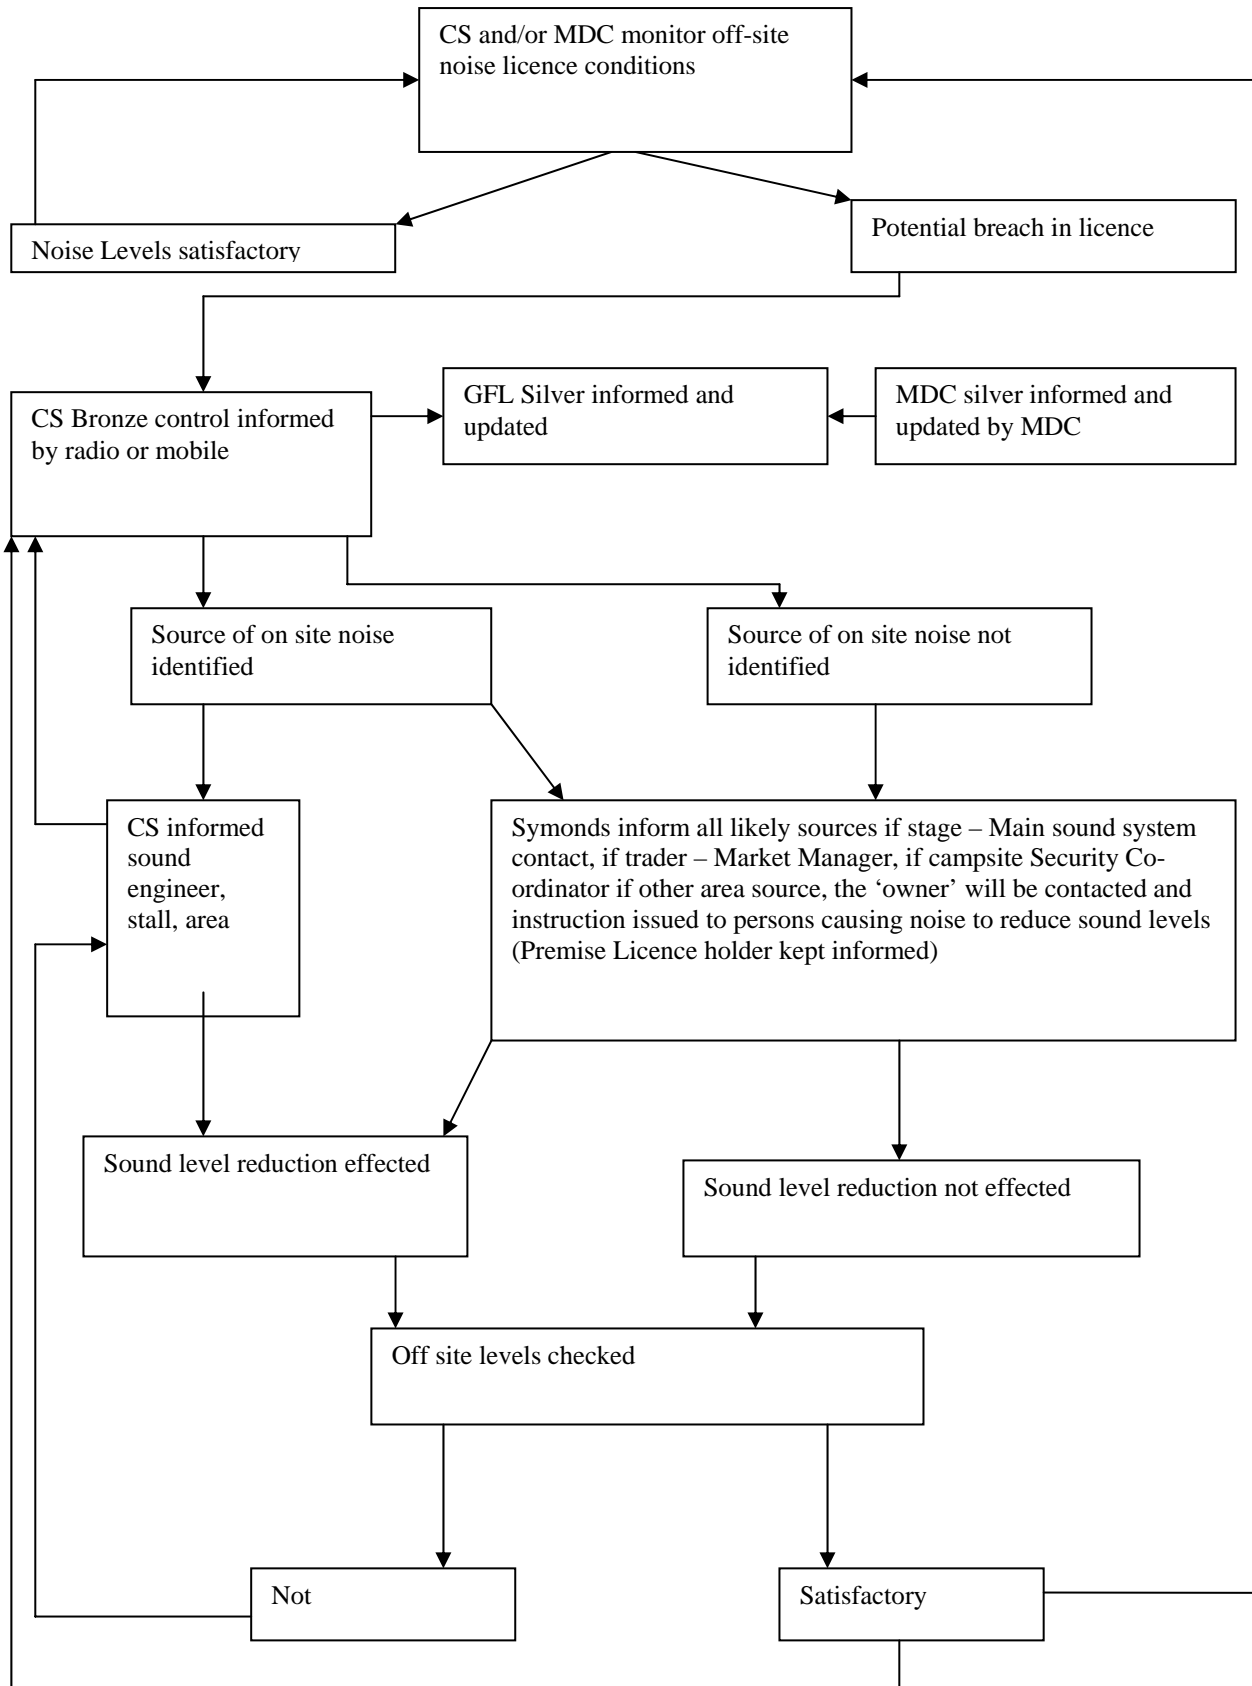 CS and/or MDC monitor off-site
noise licence conditions
Noise Levels satisfactory
Potential breach in licence
CS Bronze control informed
by radio or mobile
GFL Silver informed and
updated
MDC silver informed and
updated by MDC
Source of on site noise
identified
Source of on site noise not
identified
CS informed
sound
engineer,
stall, area
Symonds inform all likely sources if stage – Main sound system
contact, if trader – Market Manager, if campsite Security Co-
ordinator if other area source, the ‘owner’ will be contacted and
instruction issued to persons causing noise to reduce sound levels
(Premise Licence holder kept informed)
Sound level reduction effected
Sound level reduction not effected
Off site levels checked
Not
Satisfactory